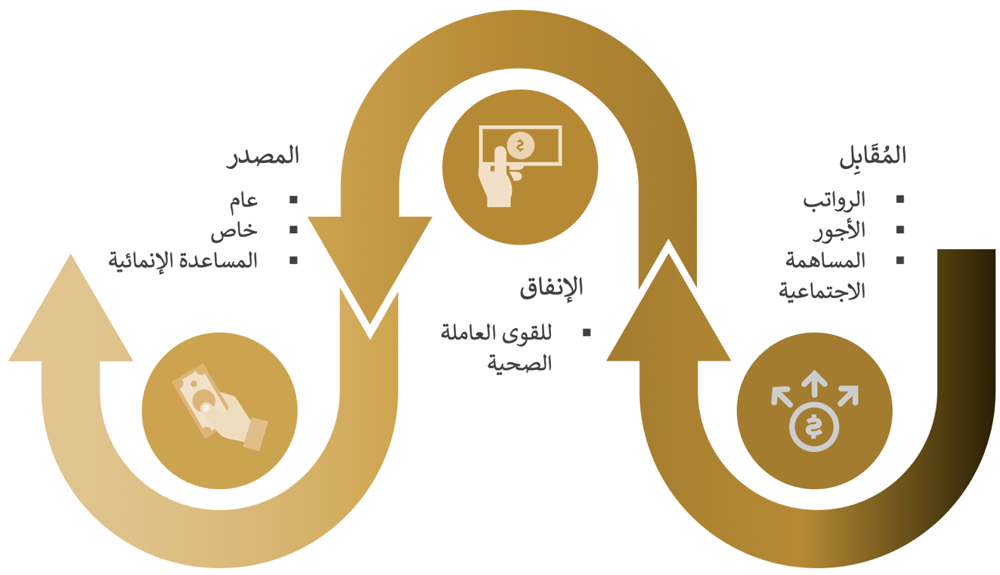 المُقَابِل
▪ الرواتب
▪ الأجور
▪ المساهمة
الاجتماعية
الإنفاق
▪ للقوى العاملة
الصحية
المصدر
▪ عام
▪ خاص
▪ المساعدة الإنمائية